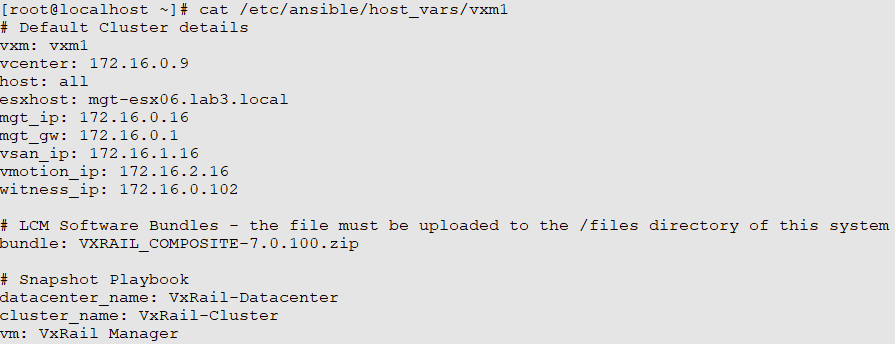 [root@localhost ~]# cat /etc/ansible/host_vars/vxm1
# Default Cluster details
vxm: vxm1
vcenter: 172.16.0.9
host: all
esxhost: mgt-esx06.lab3.local
mgt_ip: 172.16.0.16
mgt_gw: 172.16.0.1
vsan_ip: 172.16.1.16
vmotion_ip: 172.16.2.16
witness_ip: 172.16.0.102

# LCM Software Bundles - the file must be uploaded to the /files directory of this system
bundle: VXRAIL_COMPOSITE-7.0.100.zip

# Snapshot Playbook
datacenter_name: VxRail-Datacenter
cluster_name: VxRail-Cluster
vm: VxRail Manager